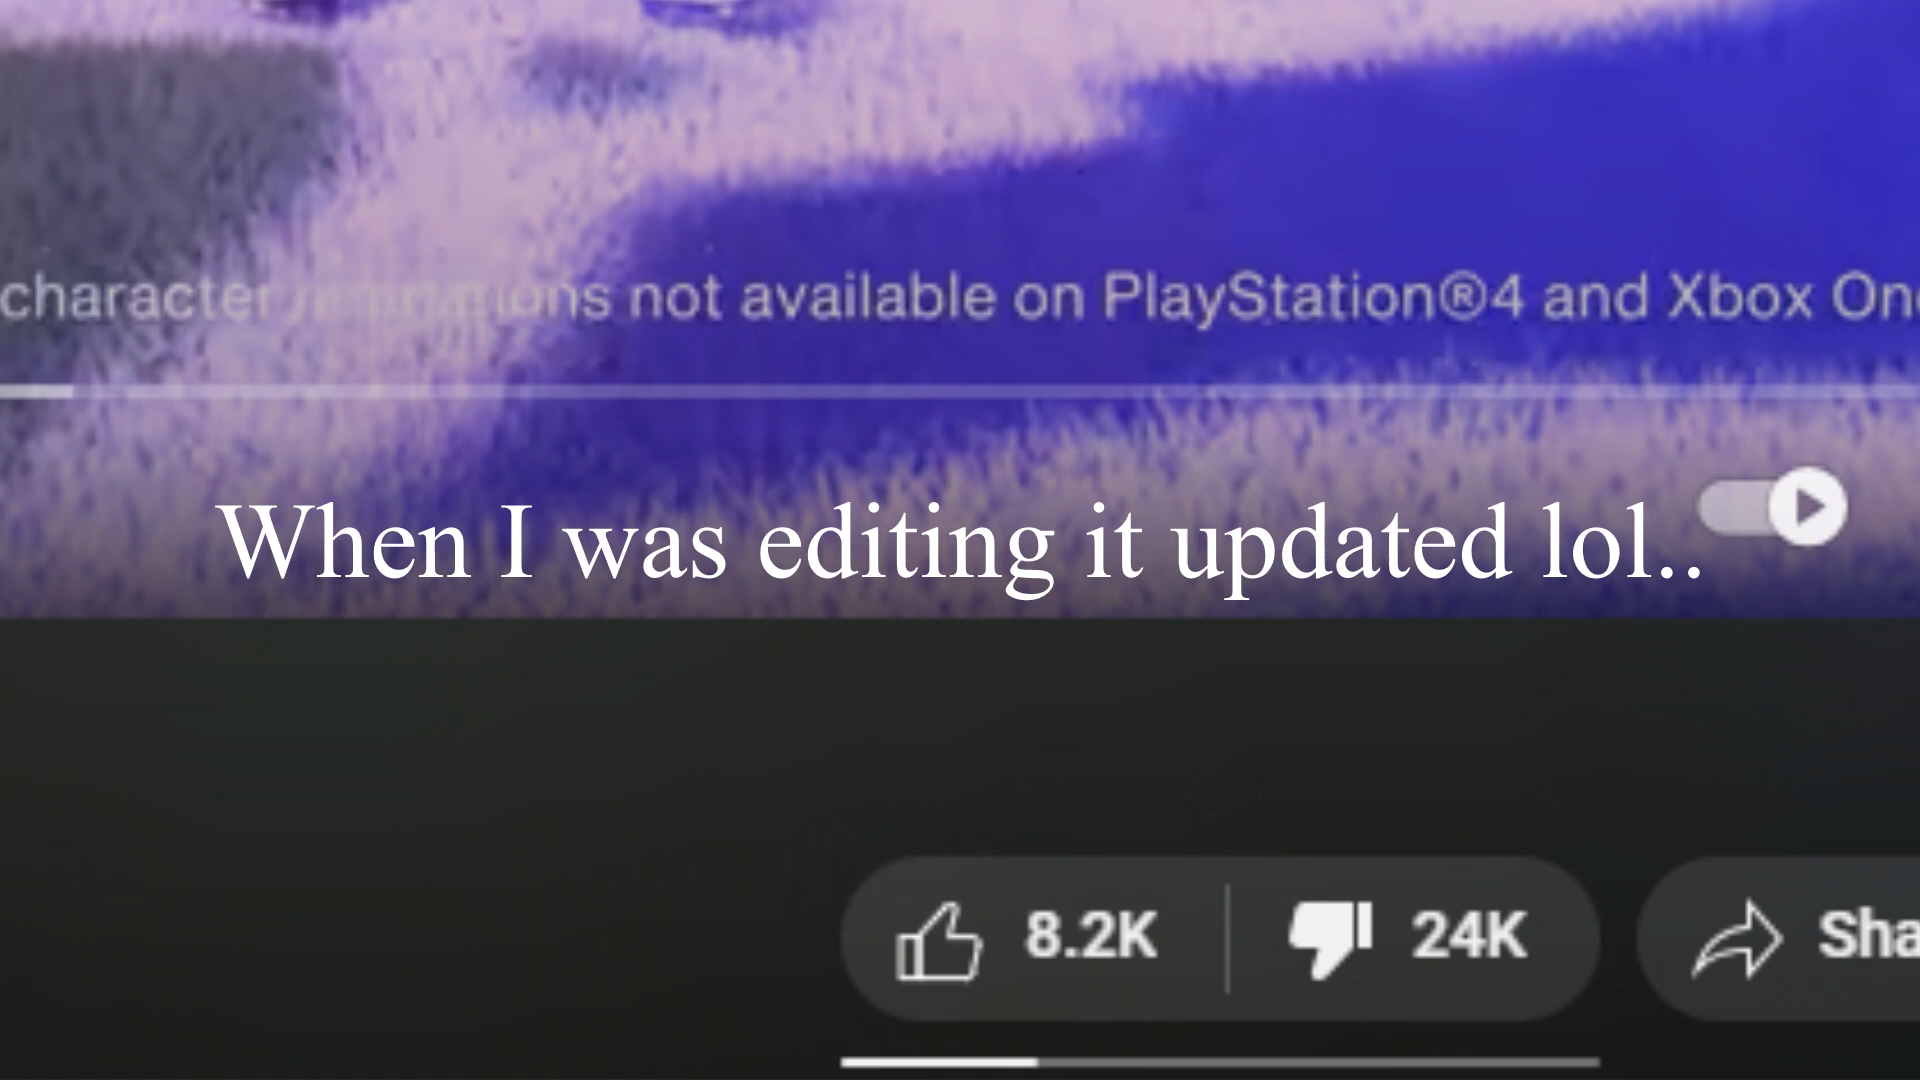 character not available on PlayStation®4 and Xbox On
When I was editing it updated lol..
8.2K 24K Sha